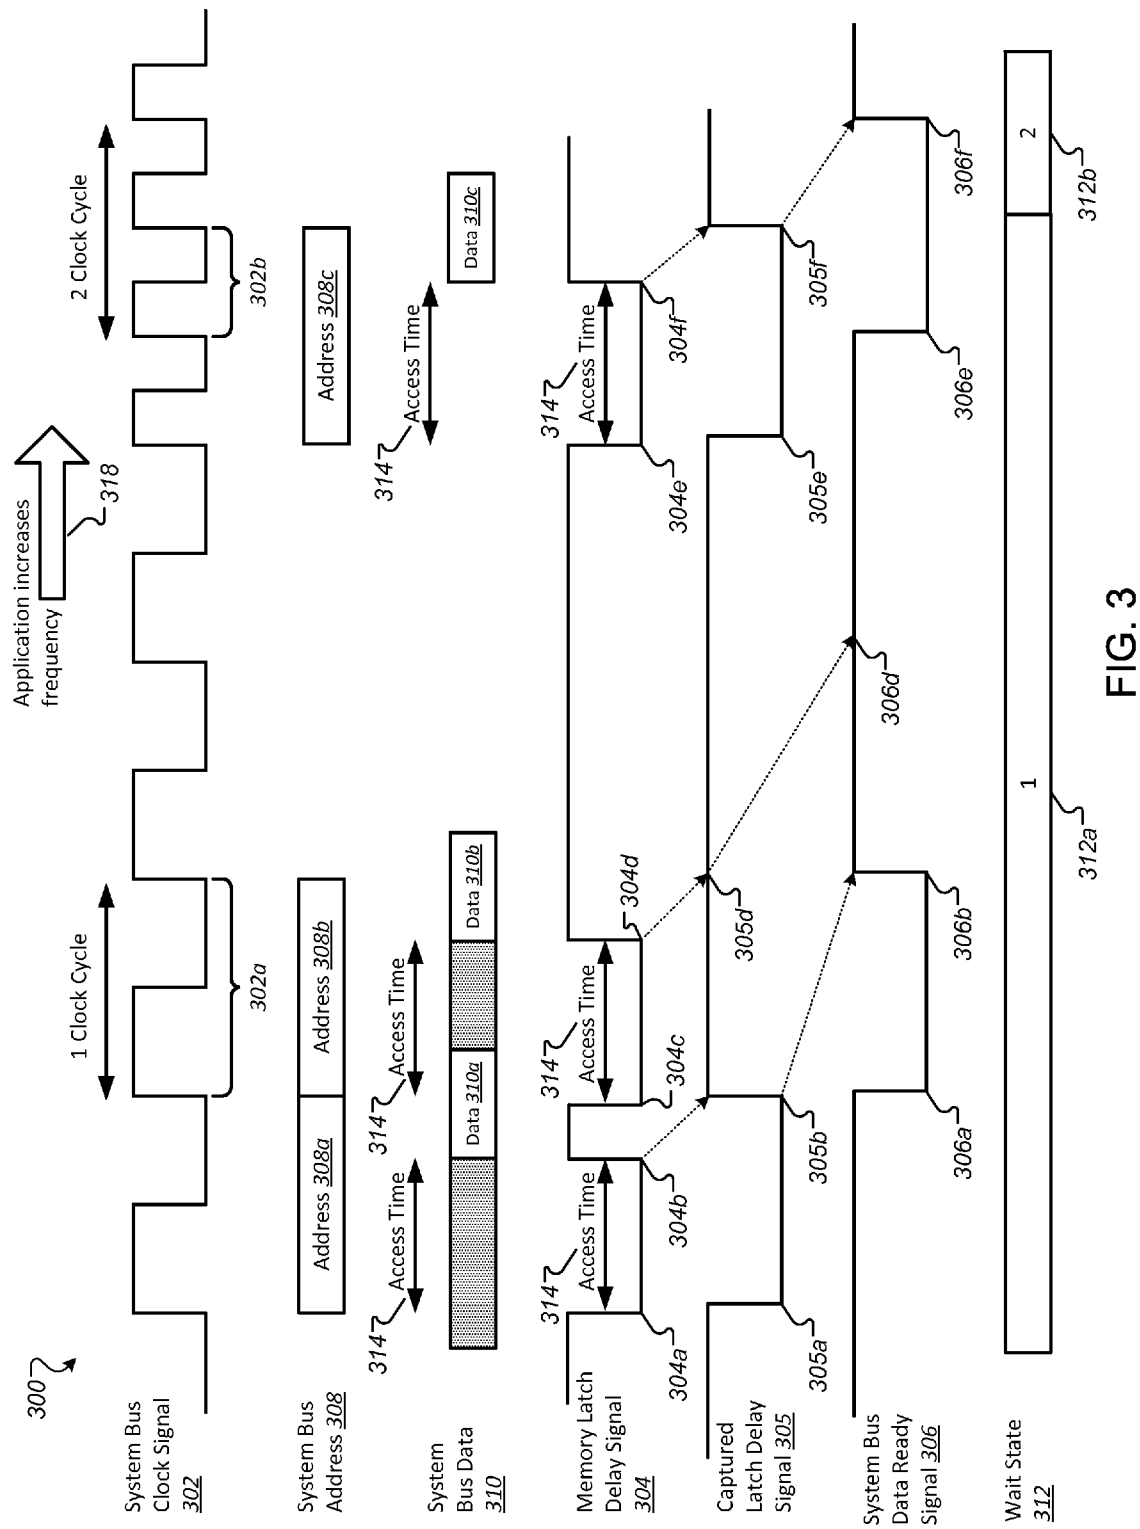 300
Application increases
frequency
318
1 Clock Cycle
2 Clock Cycle
System Bus
Clock Signal
302
302a
302b
System Bus
Address 308
Address 308a
Address 308b
Address 308c
314
Access Time
314
Access Time
314
Access Time
System
Bus Data
310
Data 310a
Data 310b
Data 310c
Memory Latch
Delay Signal
304
314
Access Time
314
Access Time
314
Access Time
304a
304b
304c
304d
304e
304f
Captured
Latch Delay
Signal 305
305a
305b
305d
305e
305f
System Bus
Data Ready
Signal 306
306a
306b
306d
306e
306f
Wait State
312
1
2
312a
312b
FIG. 3